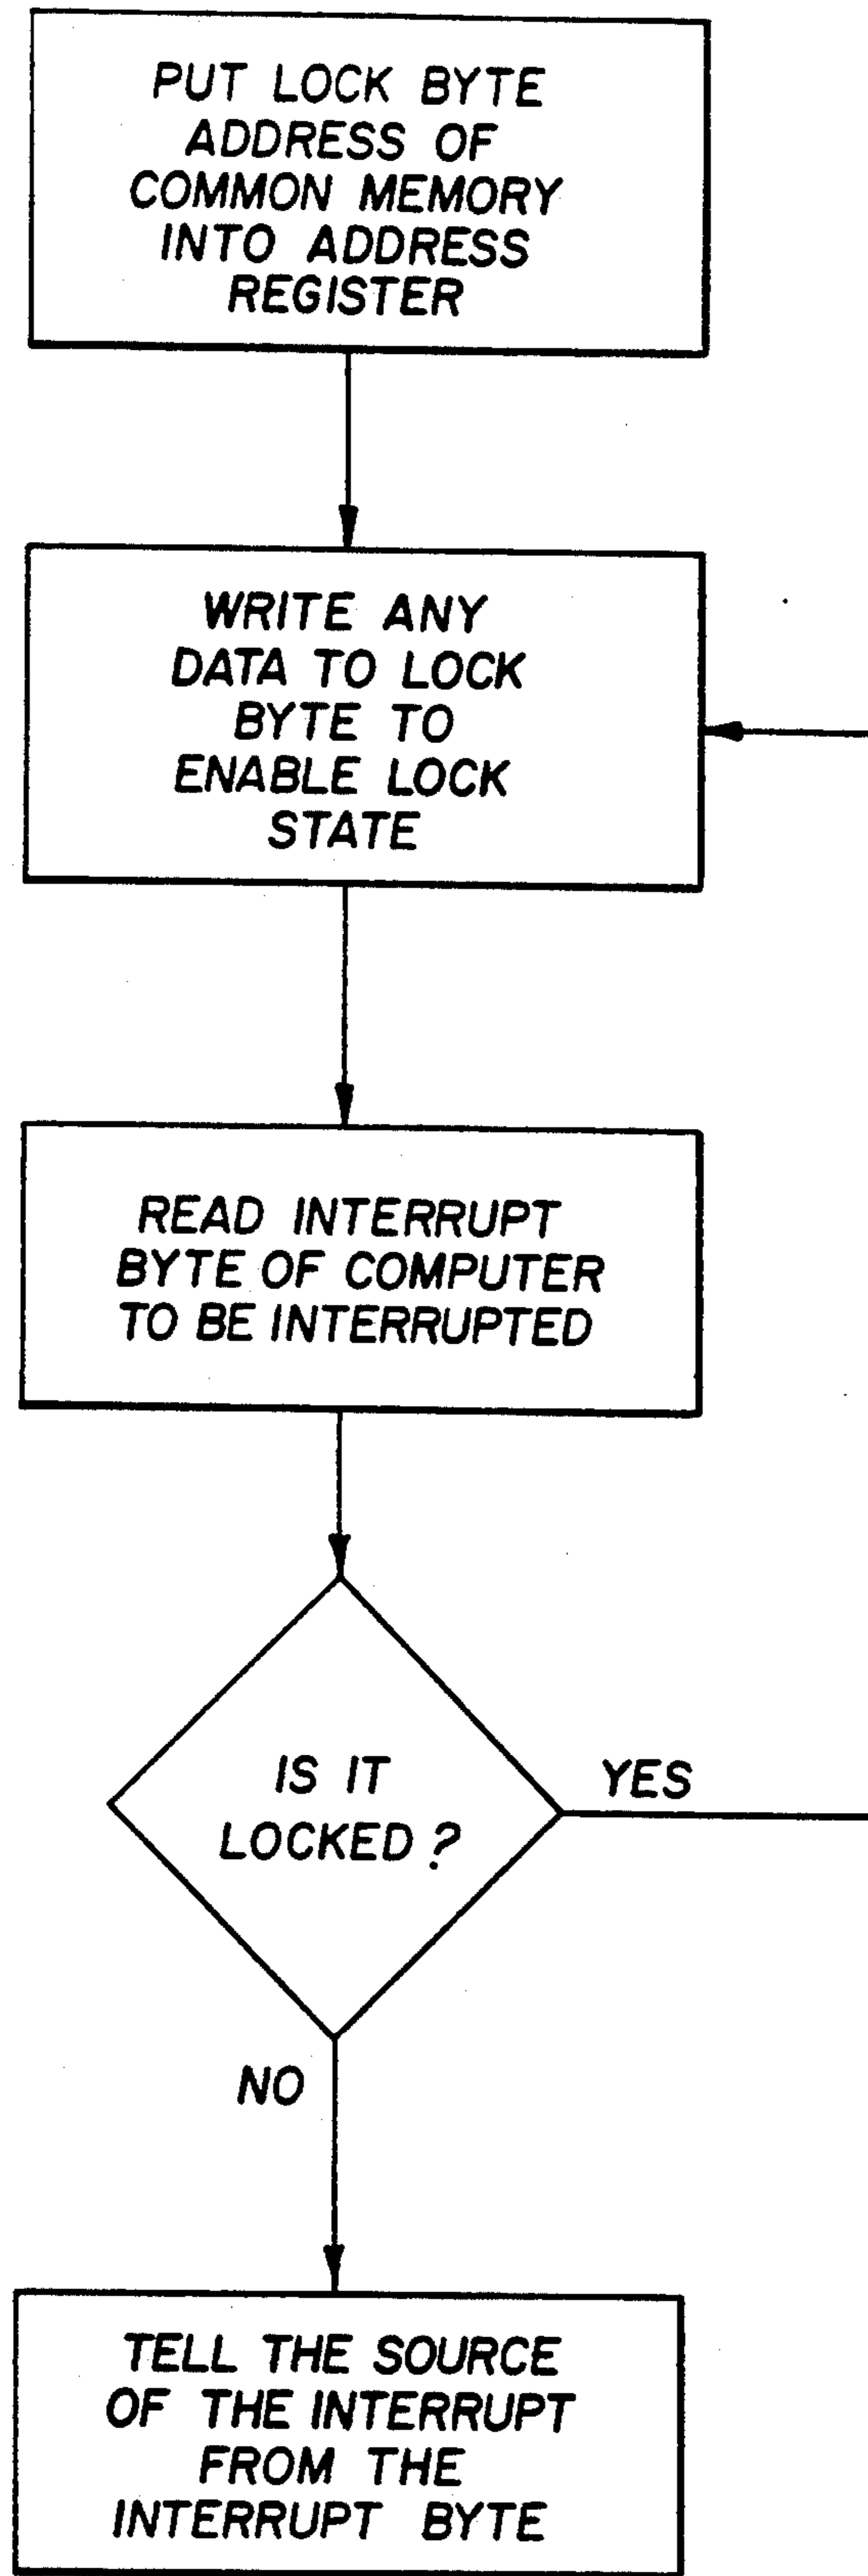 PUT LOCK BYTE
ADDRESS OF
COMMON MEMORY
INTO ADDRESS
REGISTER
WRITE ANY
DATA TO LOCK
BYTE TO
ENABLE LOCK
STATE
READ INTERRUPT
BYTE OF COMPUTER
TO BE INTERRUPTED
IS IT
LOCKED ?
YES
NO
TELL THE SOURCE
OF THE INTERRUPT
FROM THE
INTERRUPT BYTE